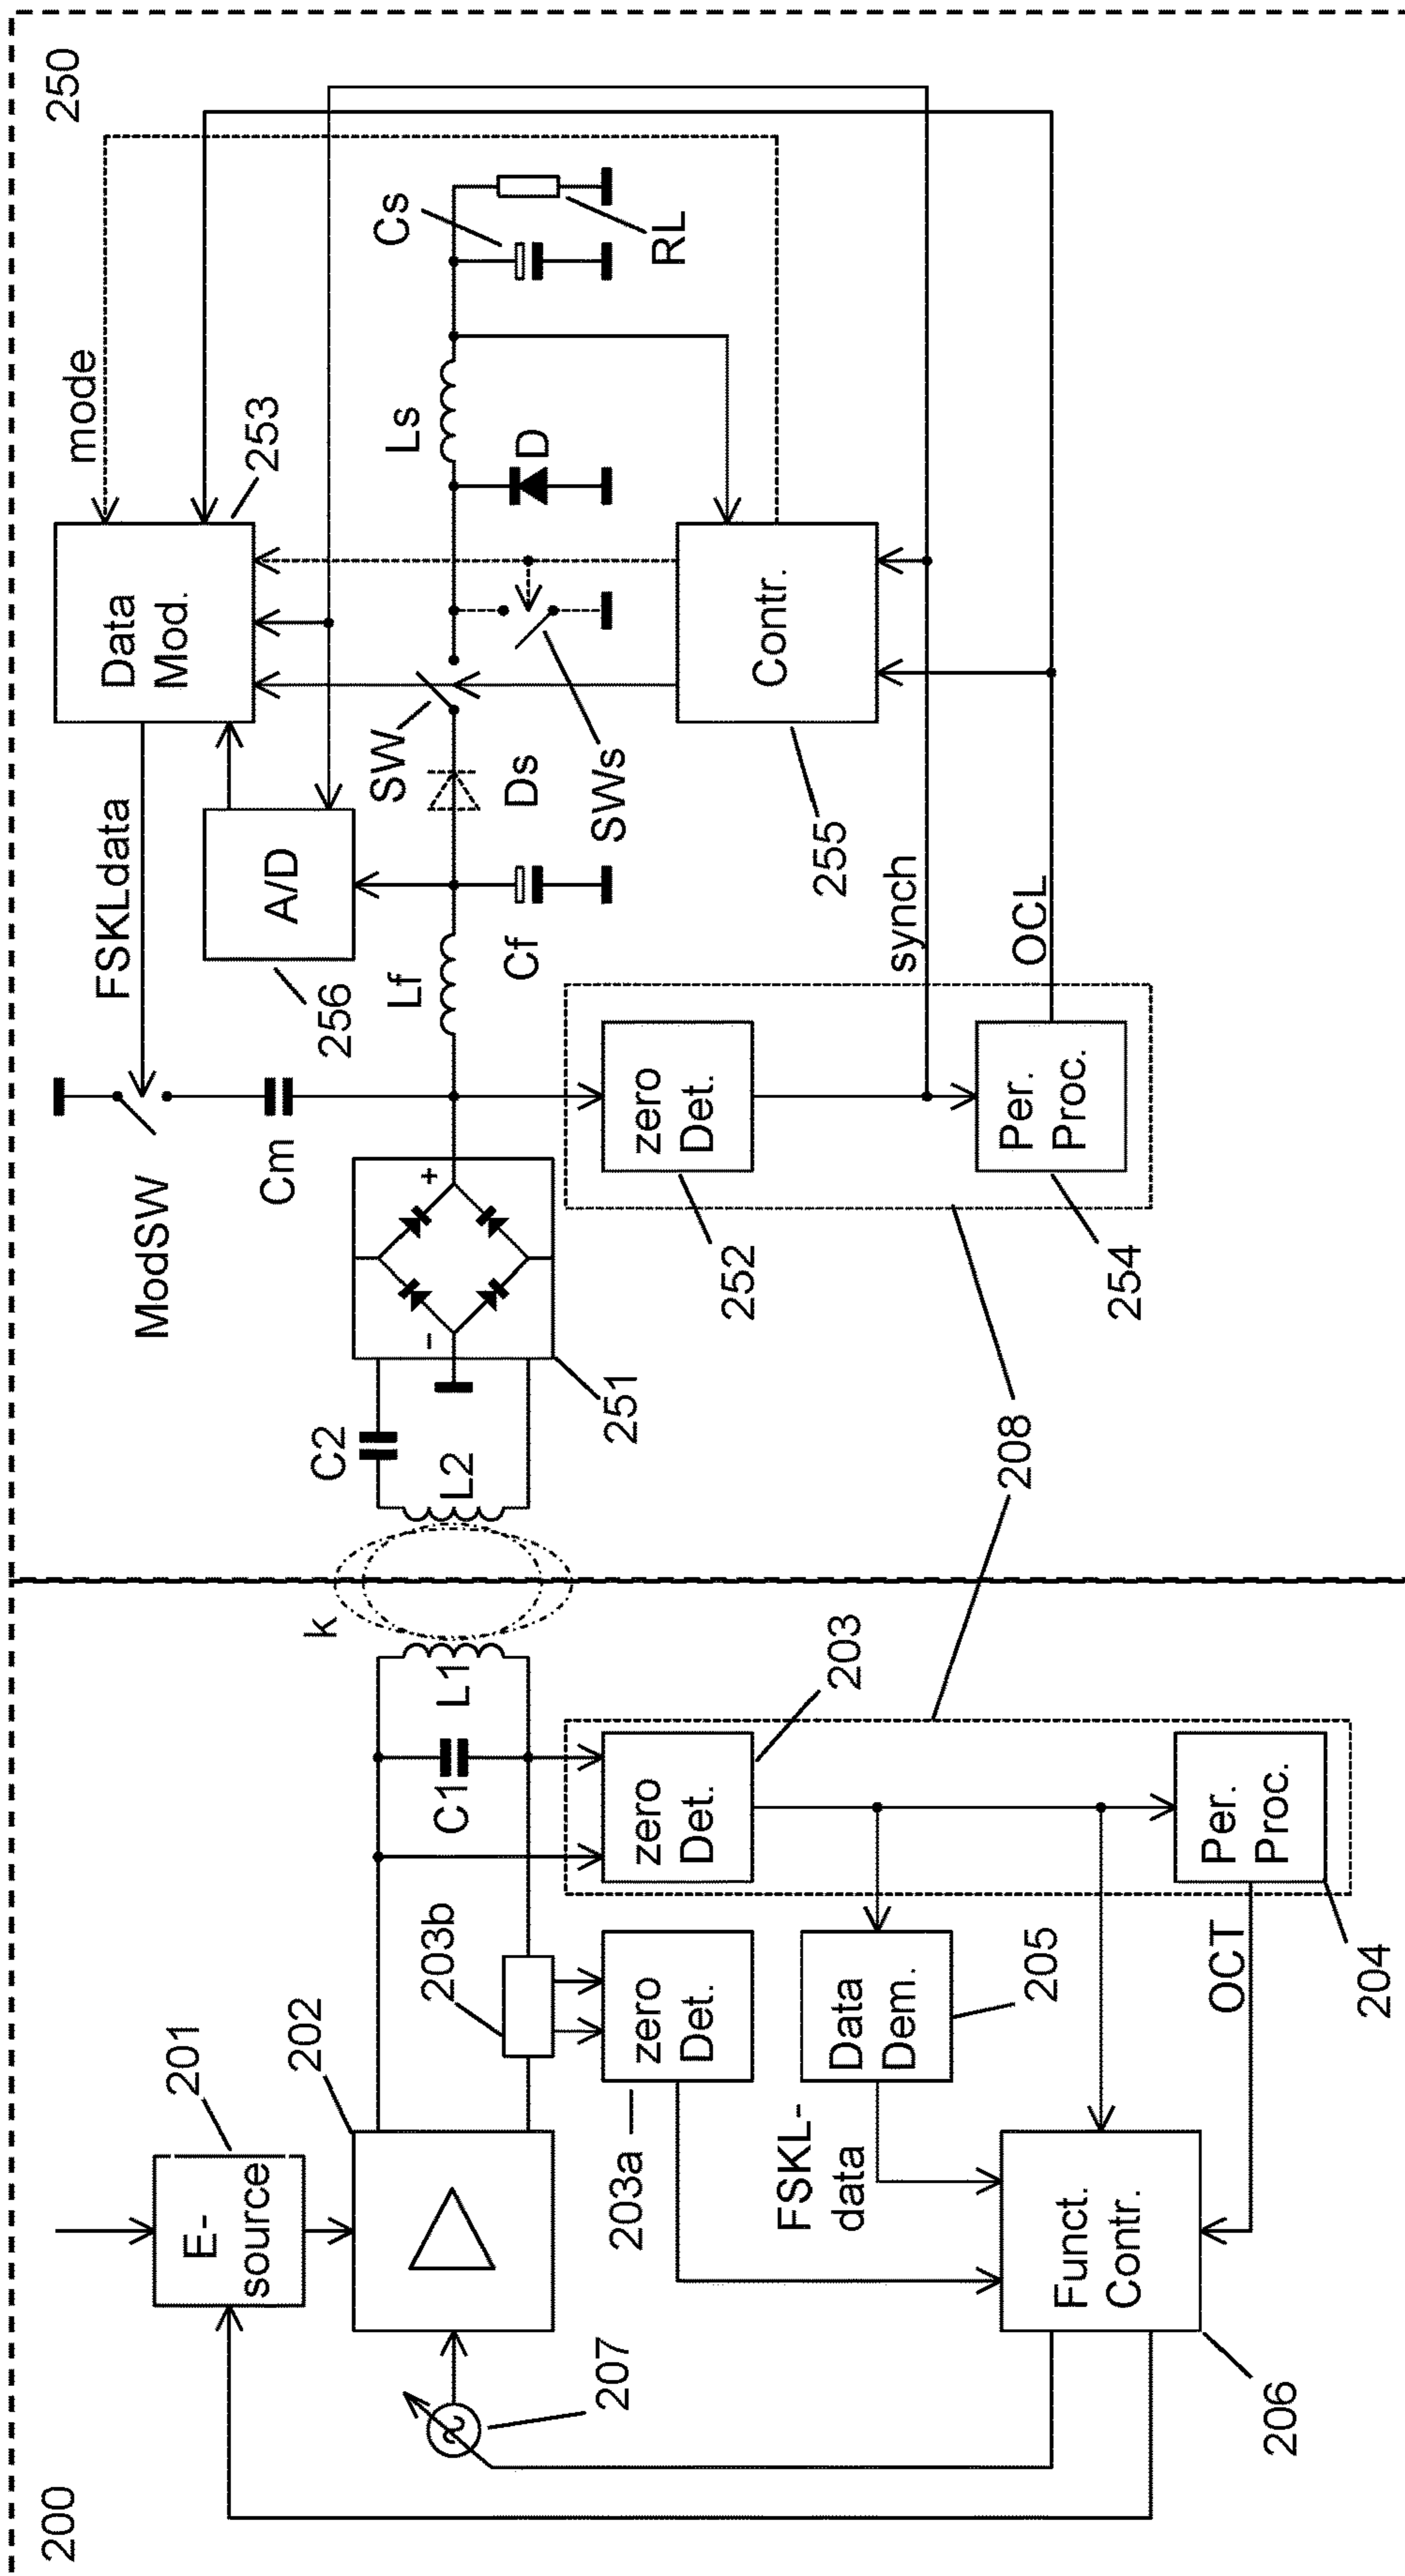 200
201
E-
source
202
207
203b
C1
L1
k
zero
Det.
203a
zero
Det.
203
Data
Dem.
205
FSKL-
data
Funct.
Contr.
206
OCT
Per.
Proc.
204
208
250
C2
L2
251
+
-
ModSW
Cm
FSKLdata
Data
Mod.
253
mode
A/D
256
Lf
Cf
Ds
SW
SWs
D
Ls
Cs
RL
Contr.
255
zero
Det.
252
synch
Per.
Proc.
254
OCL